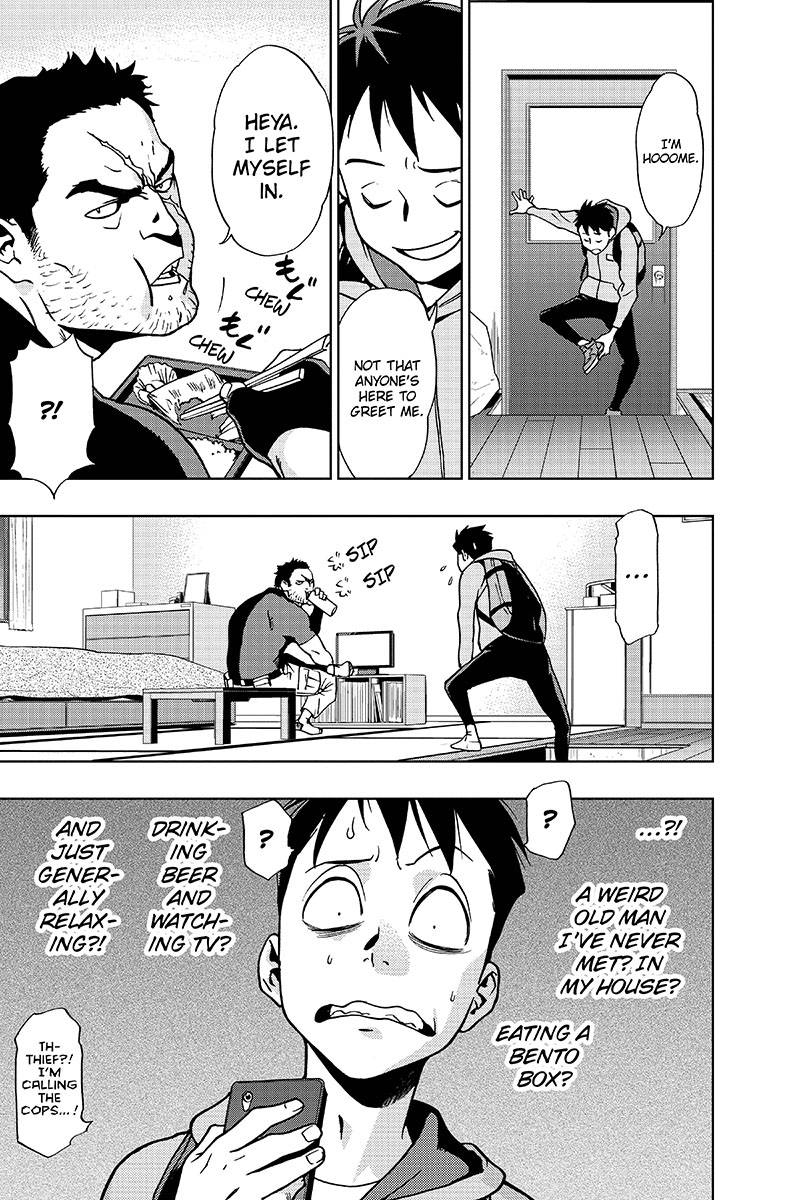 I'M
HOOOME.
NOT THAT
ANYONE'S
HERE TO
GREET ME.
HEYA.
I LET
MYSELF
IN.
もぐ
CHEW
もぐ
CHEW
?!
...
SIP
SIP
...?!
?
?
A WEIRD
OLD MAN
I'VE NEVER
MET? IN
MY HOUSE?
EATING A
BENTO
BOX?
DRINK-
ING
BEER
AND
WATCH-
ING TV?
AND
JUST
GENER-
ALLY
RELAX-
ING?!
TH-
THIEF?!
I'M
CALLING
THE
COPS...!